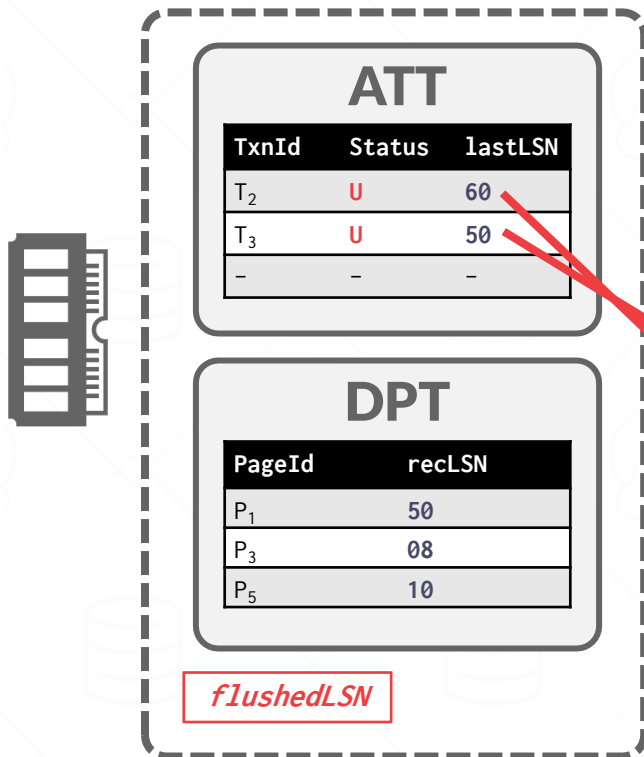 ATT
TxnId Status lastLSN
T₂ U 60
T₃ U 50
– – –
DPT
PageId recLSN
P₁ 50
P₃ 08
P₅ 10
flushedLSN